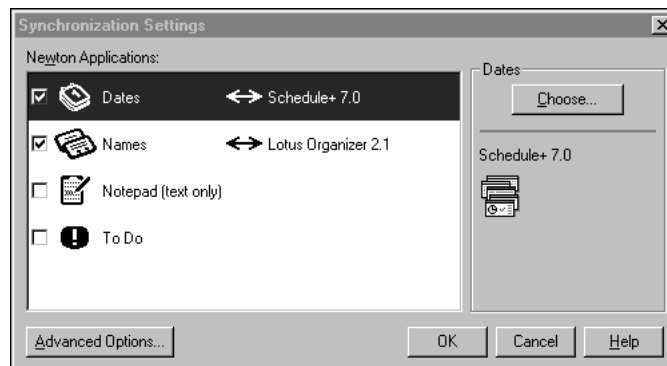 Synchronization Settings
Newton Applications:
Dates Schedule+ 7.0
Names Lotus Organizer 2.1
Notepad (text only)
To Do
Dates
Choose...
Schedule+ 7.0
Advanced Options...
OK Cancel Help